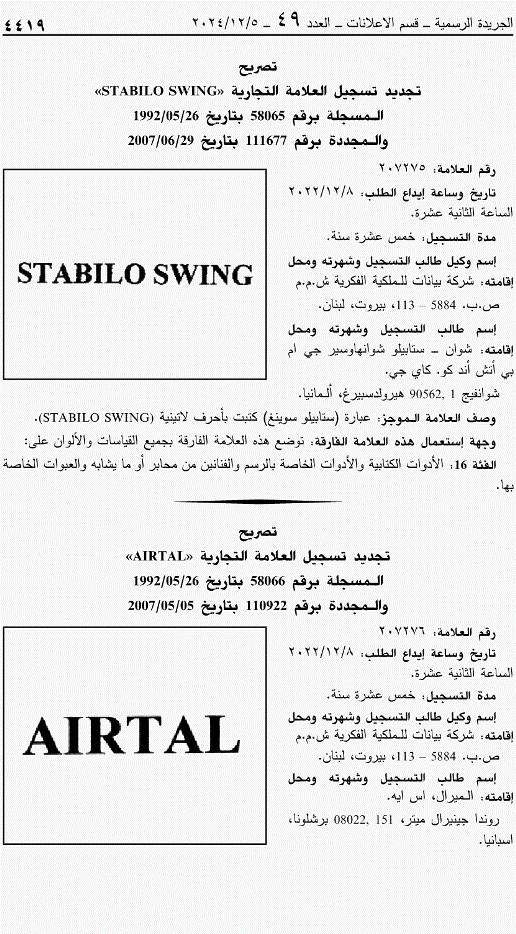 الجريدة الرسمية ــ قسم الاعلانات ــ العدد ٤٩ ــ ٢٠٢٤/١٢/٥
٤٤١٩
تصريح
تجديد تسجيل العلامة التجارية «STABILO SWING»
المسجلة برقم 58065 بتاريخ 1992/05/26
والمجددة برقم 111677 بتاريخ 2007/06/29
رقم العلامة: ٢٠٧٢٧٥
تاريخ وساعة إيداع الطلب: ٢٠٢٢/١٢/٨
الساعة الثانية عشرة.
مدة التسجيل: خمس عشرة سنة.
إسم وكيل طالب التسجيل وشهرته ومحل
إقامته: شركة بيانات للملكية الفكرية ش.م.م
ص.ب. 5884 – 113، بيروت، لبنان.
إسم طالب التسجيل وشهرته ومحل
إقامته: شوان ــ ستابيلو شوانهاوسير جي ام
بي أتش أند كو. كاي جي.
شوانفيج 1 ,90562 هيرولدسبيرغ، ألمانيا.
STABILO SWING
وصف العلامة الموجز: عبارة (ستابيلو سوينغ) كتبت بأحرف لاتينية (STABILO SWING).
وجهة إستعمال هذه العلامة الفارقة: توضع هذه العلامة الفارقة بجميع القياسات والألوان على:
الفئة 16: الأدوات الكتابية والأدوات الخاصة بالرسم والفنانين من محابر أو ما يشابه والعبوات الخاصة
بها.
تصريح
تجديد تسجيل العلامة التجارية «AIRTAL»
المسجلة برقم 58066 بتاريخ 1992/05/26
والمجددة برقم 110922 بتاريخ 2007/05/05
رقم العلامة: ٢٠٧٢٧٦
تاريخ وساعة إيداع الطلب: ٢٠٢٢/١٢/٨
الساعة الثانية عشرة.
مدة التسجيل: خمس عشرة سنة.
إسم وكيل طالب التسجيل وشهرته ومحل
إقامته: شركة بيانات للملكية الفكرية ش.م.م
ص.ب. 5884 – 113، بيروت، لبنان.
إسم طالب التسجيل وشهرته ومحل
إقامته: الميرال، اس ايه.
روندا جينيرال ميتر، 151 ,08022 برشلونا،
اسبانيا.
AIRTAL